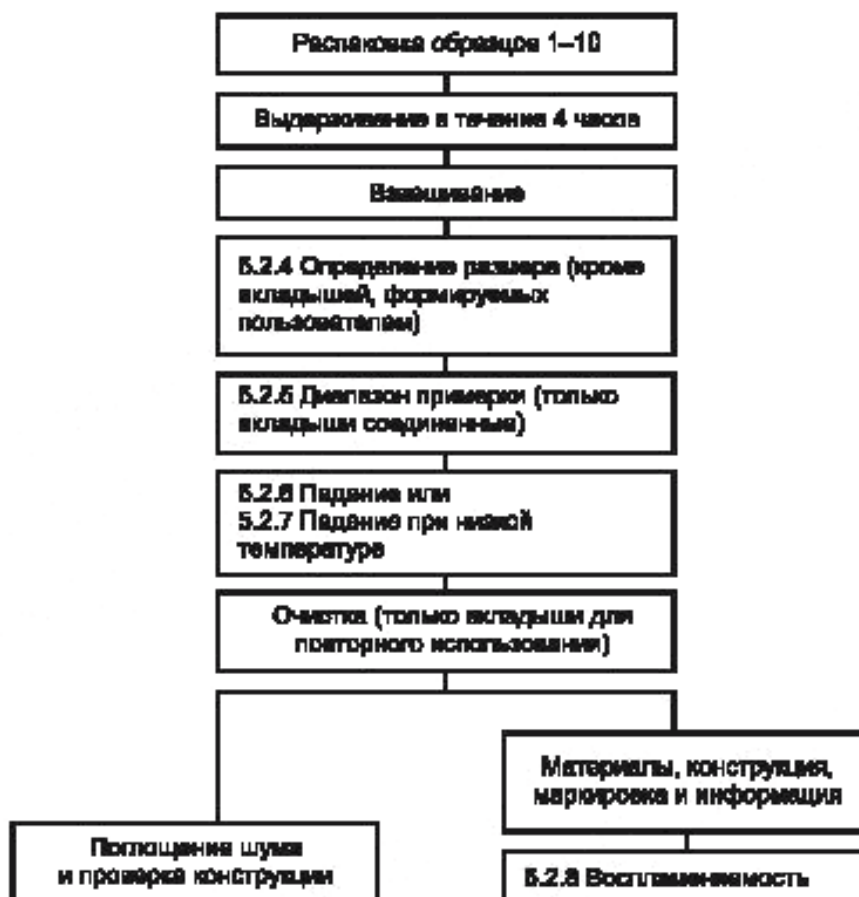 Распаковка образцов 1–10
Выдерживание в течение 4 часов
Взвешивание
5.2.4 Определение размера (кроме
вкладышей, формируемых
пользователем)
5.2.5 Диапазон примерки (только
вкладыши соединенные)
5.2.6 Падение или
5.2.7 Падение при низкой
температуре
Очистка (только вкладыши для
повторного использования)
Материалы, конструкция,
маркировка и информация
Поглощение шума
и проверка конструкции
5.2.8 Воспламеняемость